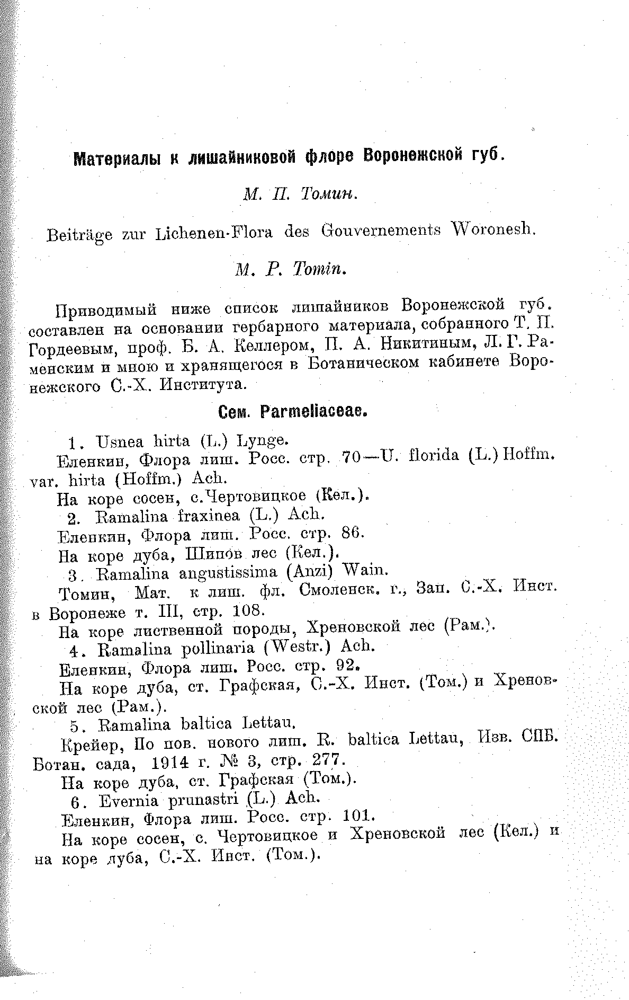 Материалы к лишайниковой флоре Воронежской губ.
М. П. Томин.
Beiträge zur Lichenen-Flora des Gouvernements Woronesh.
M. P. Tomin.
Приводимый ниже список лишайников Воронежской губ.
составлен на основании гербарного материала, собранного Т. П.
Гордеевым, проф. Б. А. Келлером, П. А. Никитиным, Л. Г. Ра-
менским и мною и хранящегося в Ботаническом кабинете Воро-
нежского С.-Х. Института.
Сем. Parmeliaceae.
1. Usnea hirta (L.) Lynge.
Еленкин, Флора лиш. Росс. стр. 70—U. florida (L.) Hoffm.
var. hirta (Hoffm.) Ach.
На коре сосен, с.Чертовицкое (Кел.).
2. Ramalina fraxinea (L.) Ach.
Еленкин, Флора лиш. Росс. стр. 86.
На коре дуба, Шипов лес (Кел.).
3. Ramalina angustissima (Anzi) Wain.
Томин, Мат. к лиш. фл. Смоленск. г., Зап. С.-Х. Инст.
в Воронеже т. III, стр. 108.
На коре лиственной породы, Хреновской лес (Рам.).
4. Ramalina pollinaria (Westr.) Ach.
Еленкин, Флора лиш. Росс. стр. 92.
На коре дуба, ст. Графская, С.-Х. Инст. (Том.) и Хренов-
ской лес (Рам.).
5. Ramalina baltica Lettau.
Крейер, По пов. нового лиш. R. baltica Lettau, Изв. СПБ.
Ботан. сада, 1914 г. № 3, стр. 277.
На коре дуба, ст. Графская (Том.).
6. Evernia prunastri (L.) Ach.
Еленкин, Флора лиш. Росс. стр. 101.
На коре сосен, с. Чертовицкое и Хреновской лес (Кел.) и
на коре дуба, С.-Х. Инст. (Том.).